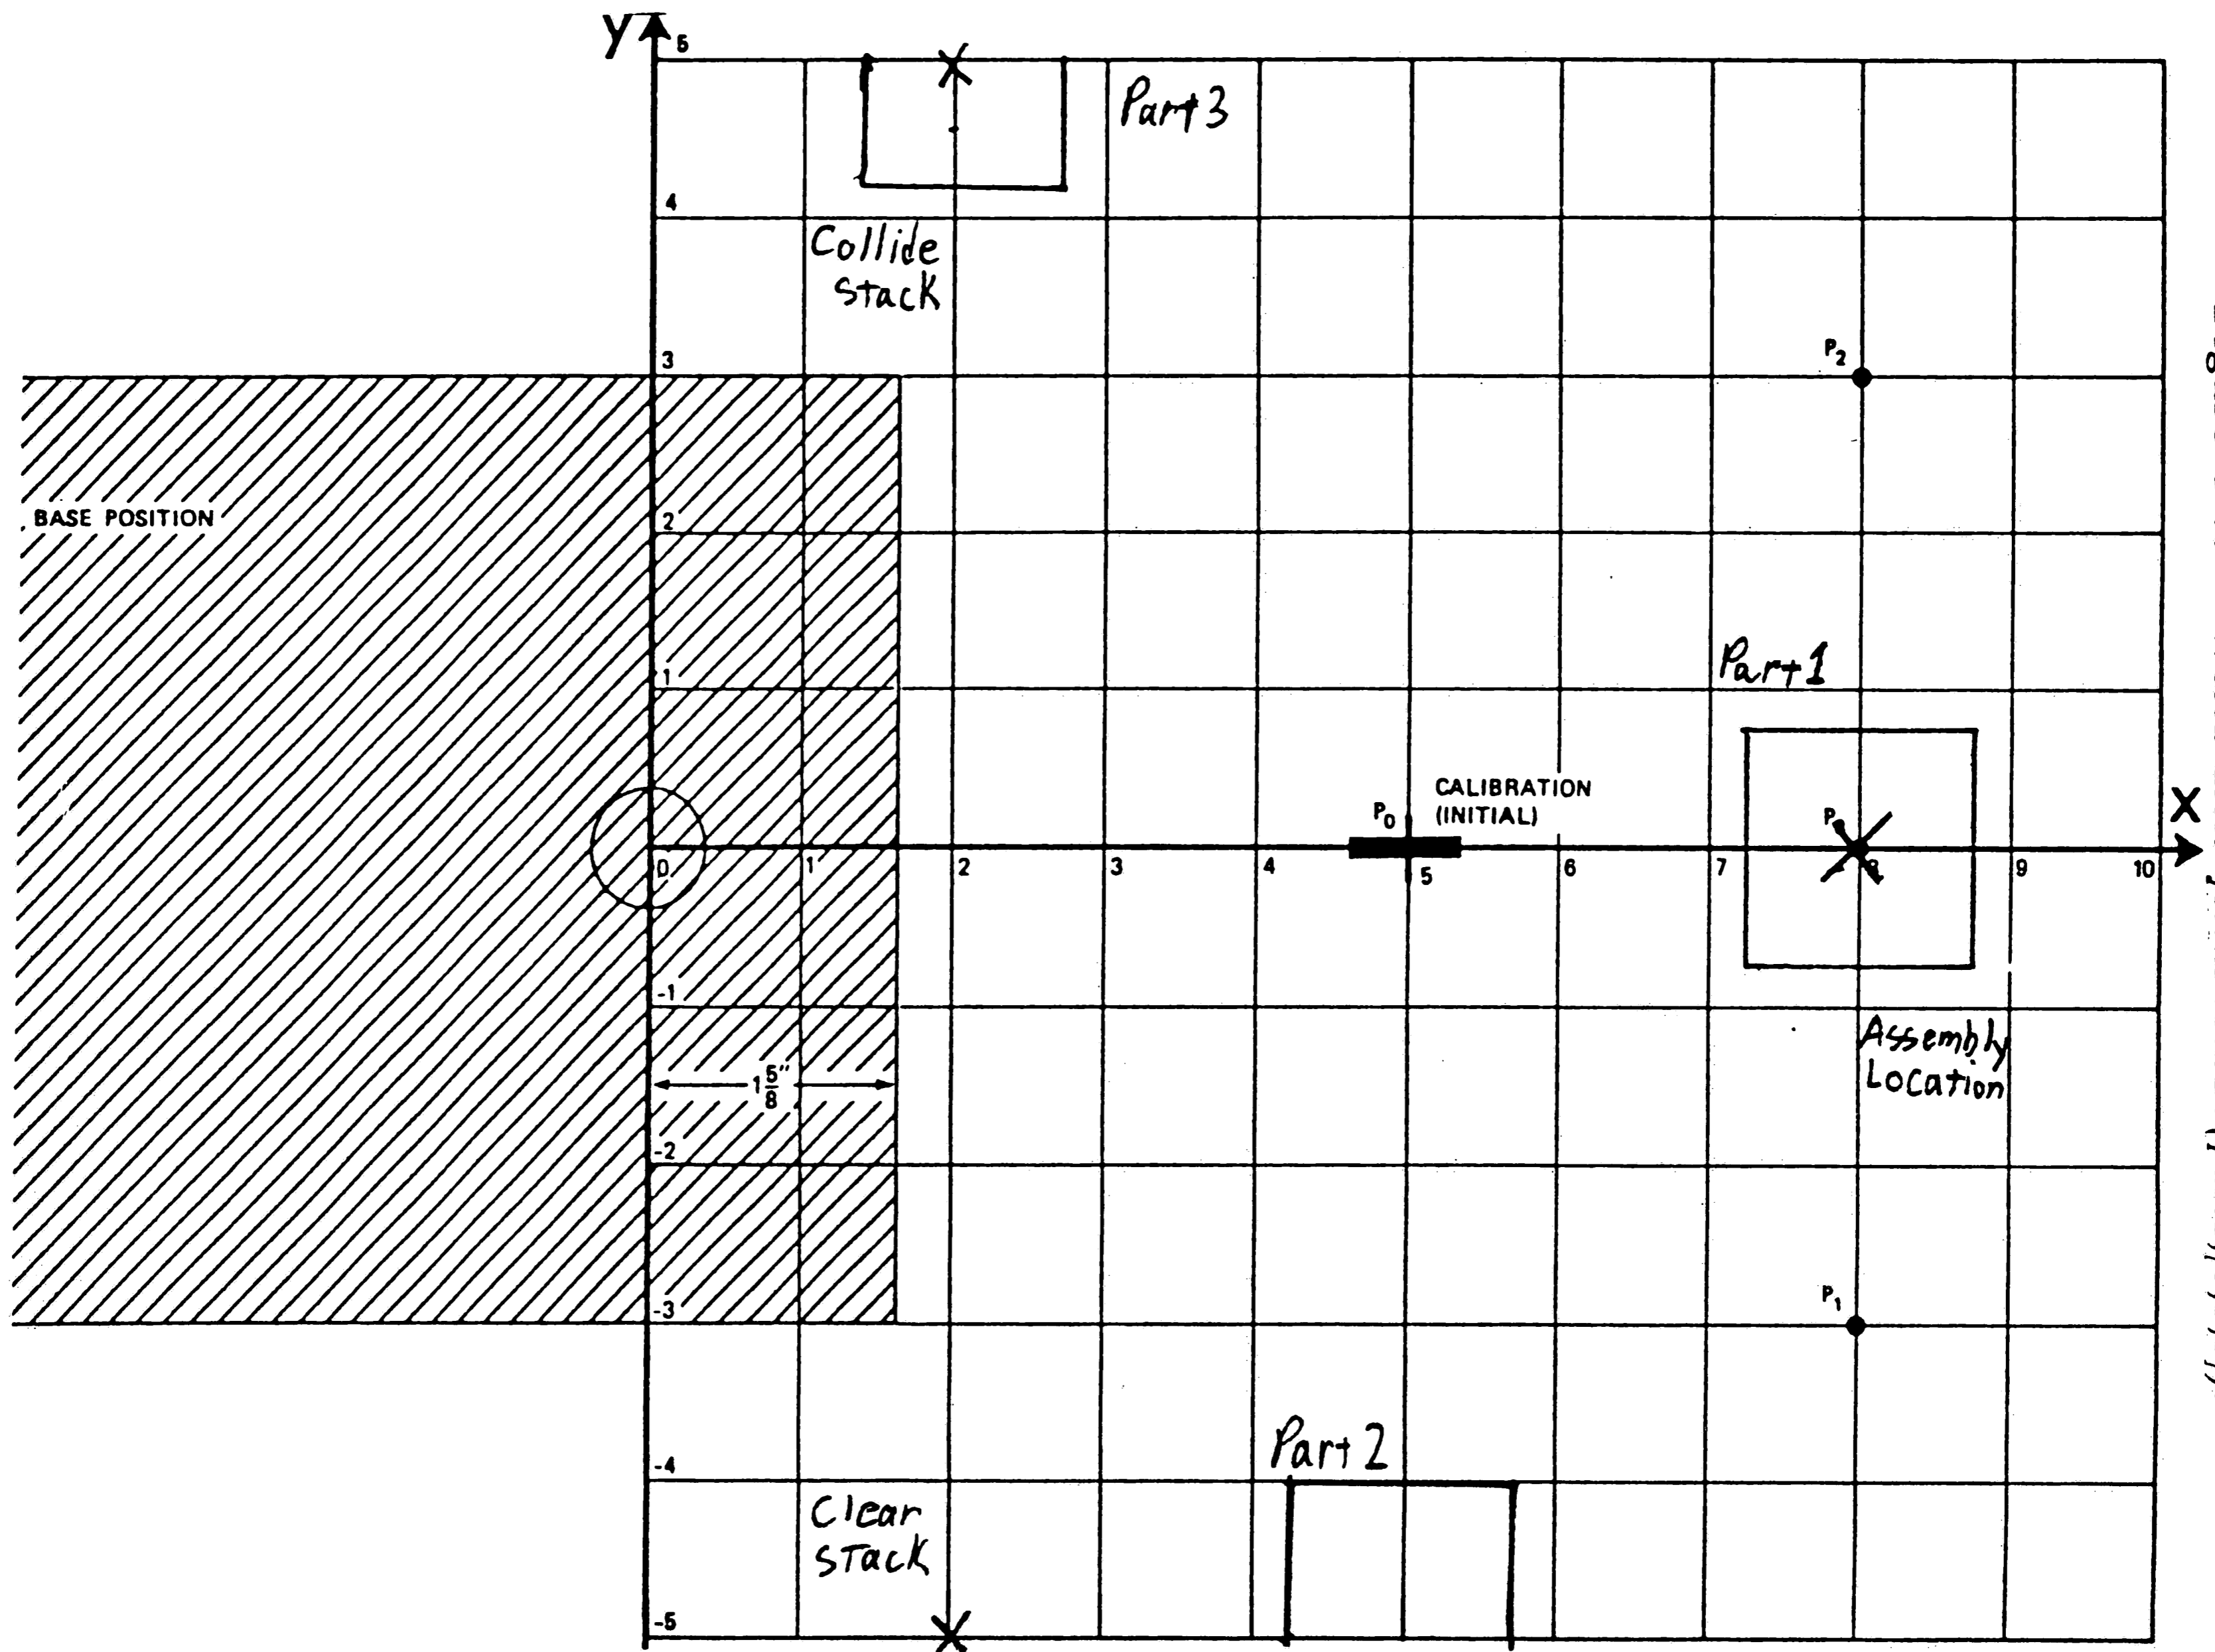 Y
5
Part 3
4
Collide
stack
3
P2
BASE POSITION
2
1
Part 1
CALIBRATION
(INITIAL)
P0
P
X
0 1 2 3 4 5 6 7 8 9 10
-1
Assembly
Location
1 5/8"
-2
-3
P1
-4
Part 2
Clear
stack
-5